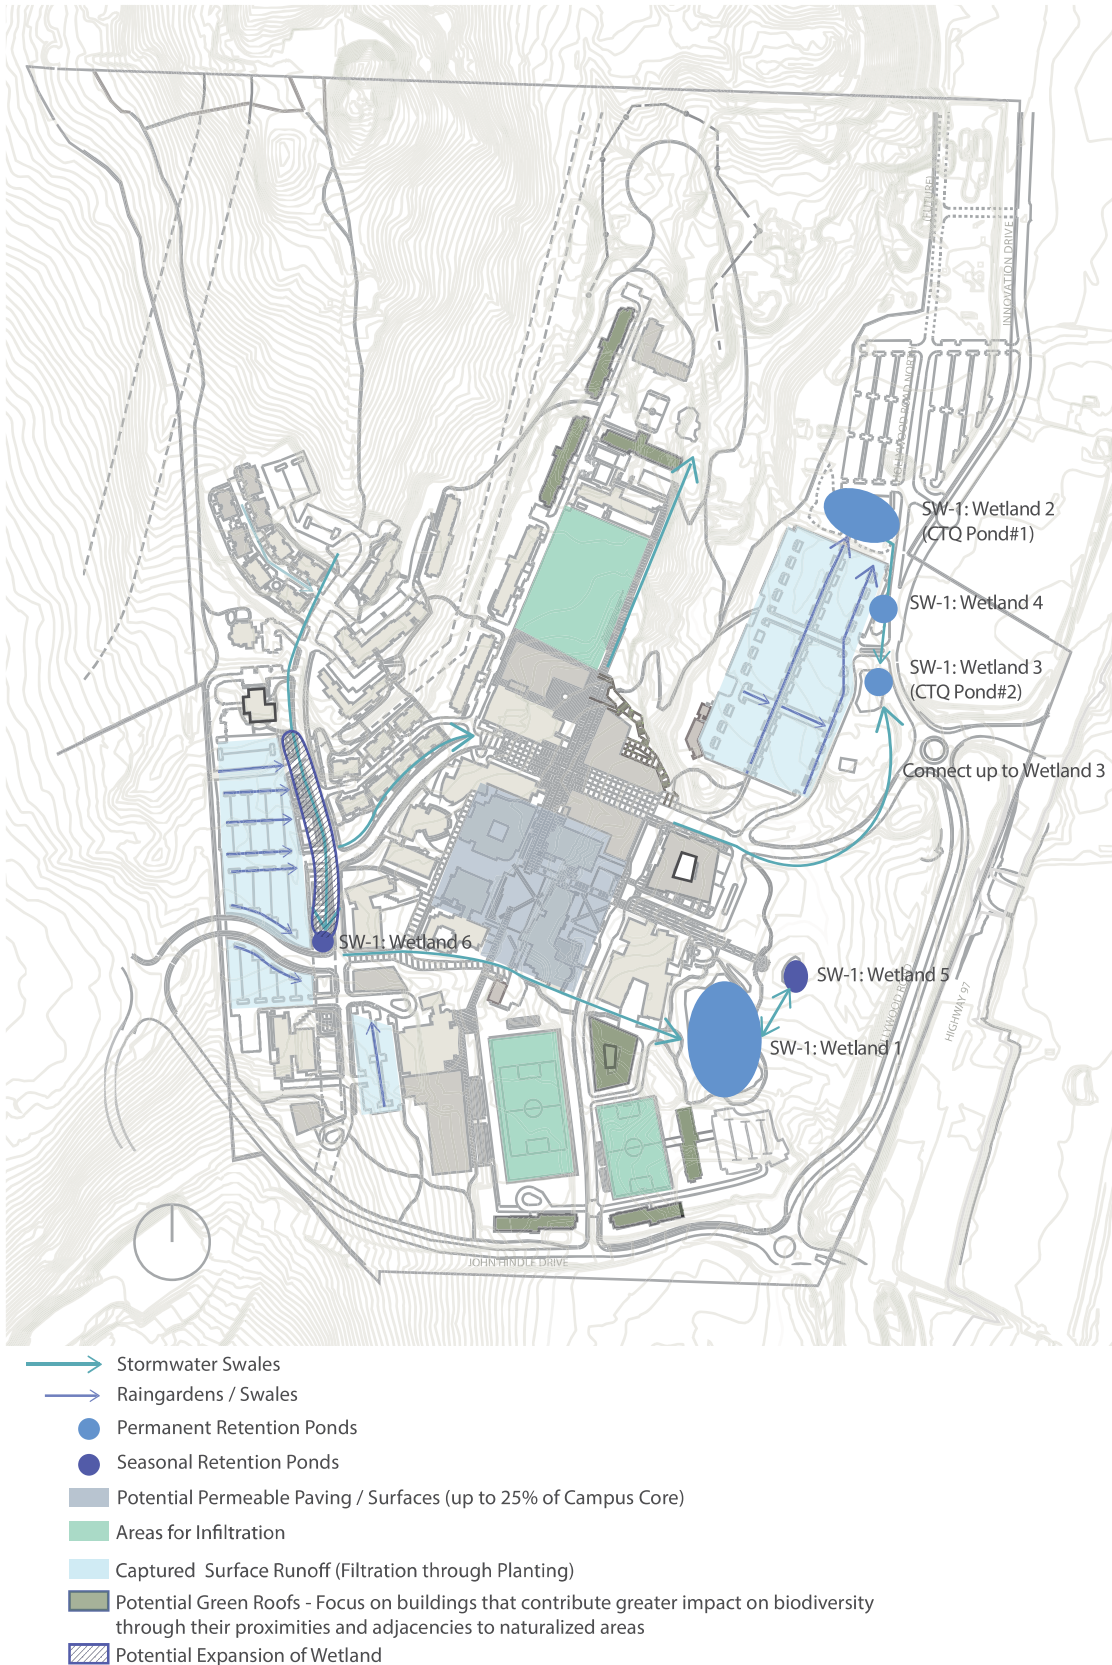 (FUTURE)
INNOVATION DRIVE
SW-1: Wetland 2
(CTQ Pond#1)
SW-1: Wetland 4
SW-1: Wetland 3
(CTQ Pond#2)
Connect up to Wetland 3
SW-1: Wetland 6
SW-1: Wetland 5
HIGHWAY 97
SW-1: Wetland 1
JOHN HINDLE DRIVE
Stormwater Swales
Raingardens / Swales
Permanent Retention Ponds
Seasonal Retention Ponds
Potential Permeable Paving / Surfaces (up to 25% of Campus Core)
Areas for Infiltration
Captured Surface Runoff (Filtration through Planting)
Potential Green Roofs - Focus on buildings that contribute greater impact on biodiversity
through their proximities and adjacencies to naturalized areas
Potential Expansion of Wetland